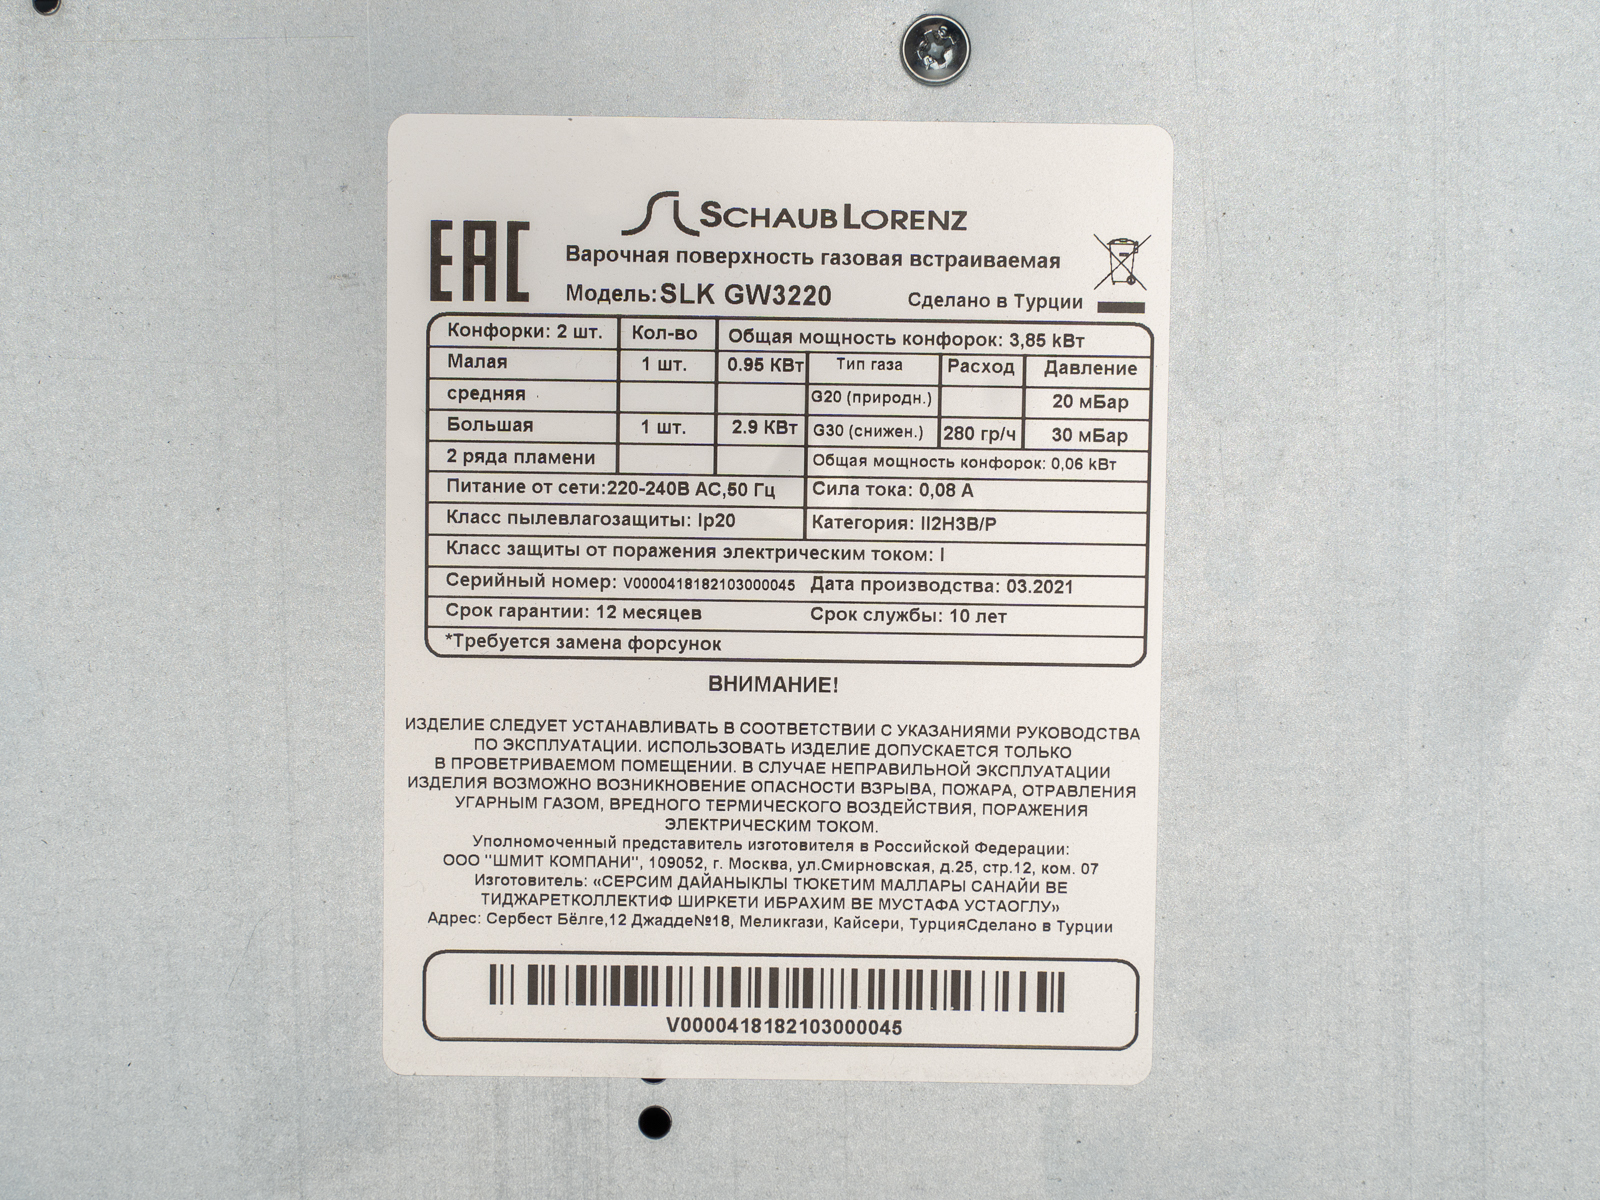 EAC
SCHAUB LORENZ
Варочная поверхность газовая встраиваемая
Модель: SLK GW3220 Сделано в Турции
Конфорки: 2 шт. Кол-во Общая мощность конфорок: 3,85 кВт
Малая 1 шт. 0.95 КВт Тип газа Расход Давление
средняя G20 (природн.) 20 мБар
Большая 1 шт. 2.9 КВт G30 (снижен.) 280 гр/ч 30 мБар
2 ряда пламени Общая мощность конфорок: 0,06 кВт
Питание от сети:220-240В AC,50 Гц Сила тока: 0,08 А
Класс пылевлагозащиты: Ip20 Категория: II2H3B/P
Класс защиты от поражения электрическим током: I
Серийный номер: V0000418182103000045 Дата производства: 03.2021
Срок гарантии: 12 месяцев Срок службы: 10 лет
*Требуется замена форсунок
ВНИМАНИЕ!
ИЗДЕЛИЕ СЛЕДУЕТ УСТАНАВЛИВАТЬ В СООТВЕТСТВИИ С УКАЗАНИЯМИ РУКОВОДСТВА
ПО ЭКСПЛУАТАЦИИ. ИСПОЛЬЗОВАТЬ ИЗДЕЛИЕ ДОПУСКАЕТСЯ ТОЛЬКО
В ПРОВЕТРИВАЕМОМ ПОМЕЩЕНИИ. В СЛУЧАЕ НЕПРАВИЛЬНОЙ ЭКСПЛУАТАЦИИ
ИЗДЕЛИЯ ВОЗМОЖНО ВОЗНИКНОВЕНИЕ ОПАСНОСТИ ВЗРЫВА, ПОЖАРА, ОТРАВЛЕНИЯ
УГАРНЫМ ГАЗОМ, ВРЕДНОГО ТЕРМИЧЕСКОГО ВОЗДЕЙСТВИЯ, ПОРАЖЕНИЯ
ЭЛЕКТРИЧЕСКИМ ТОКОМ.
Уполномоченный представитель изготовителя в Российской Федерации:
ООО "ШМИТ КОМПАНИ", 109052, г. Москва, ул.Смирновская, д.25, стр.12, ком. 07
Изготовитель: «СЕРСИМ ДАЙАНЫКЛЫ ТЮКЕТИМ МАЛЛАРЫ САНАЙИ ВЕ
ТИДЖАРЕТКОЛЛЕКТИФ ШИРКЕТИ ИБРАХИМ ВЕ МУСТАФА УСТАОГЛУ»
Адрес: Сербест Бёлге,12 Джадде№18, Меликгази, Кайсери, ТурцияСделано в Турции
V0000418182103000045